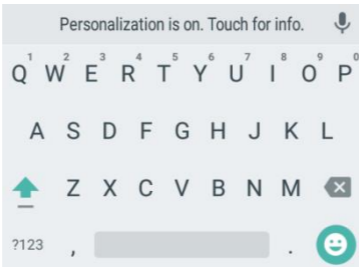 Personalization is on. Touch for info.
1 2 3 4 5 6 7 8 9 0
Q W E R T Y U I O P
A S D F G H J K L
Z X C V B N M
?123 , .